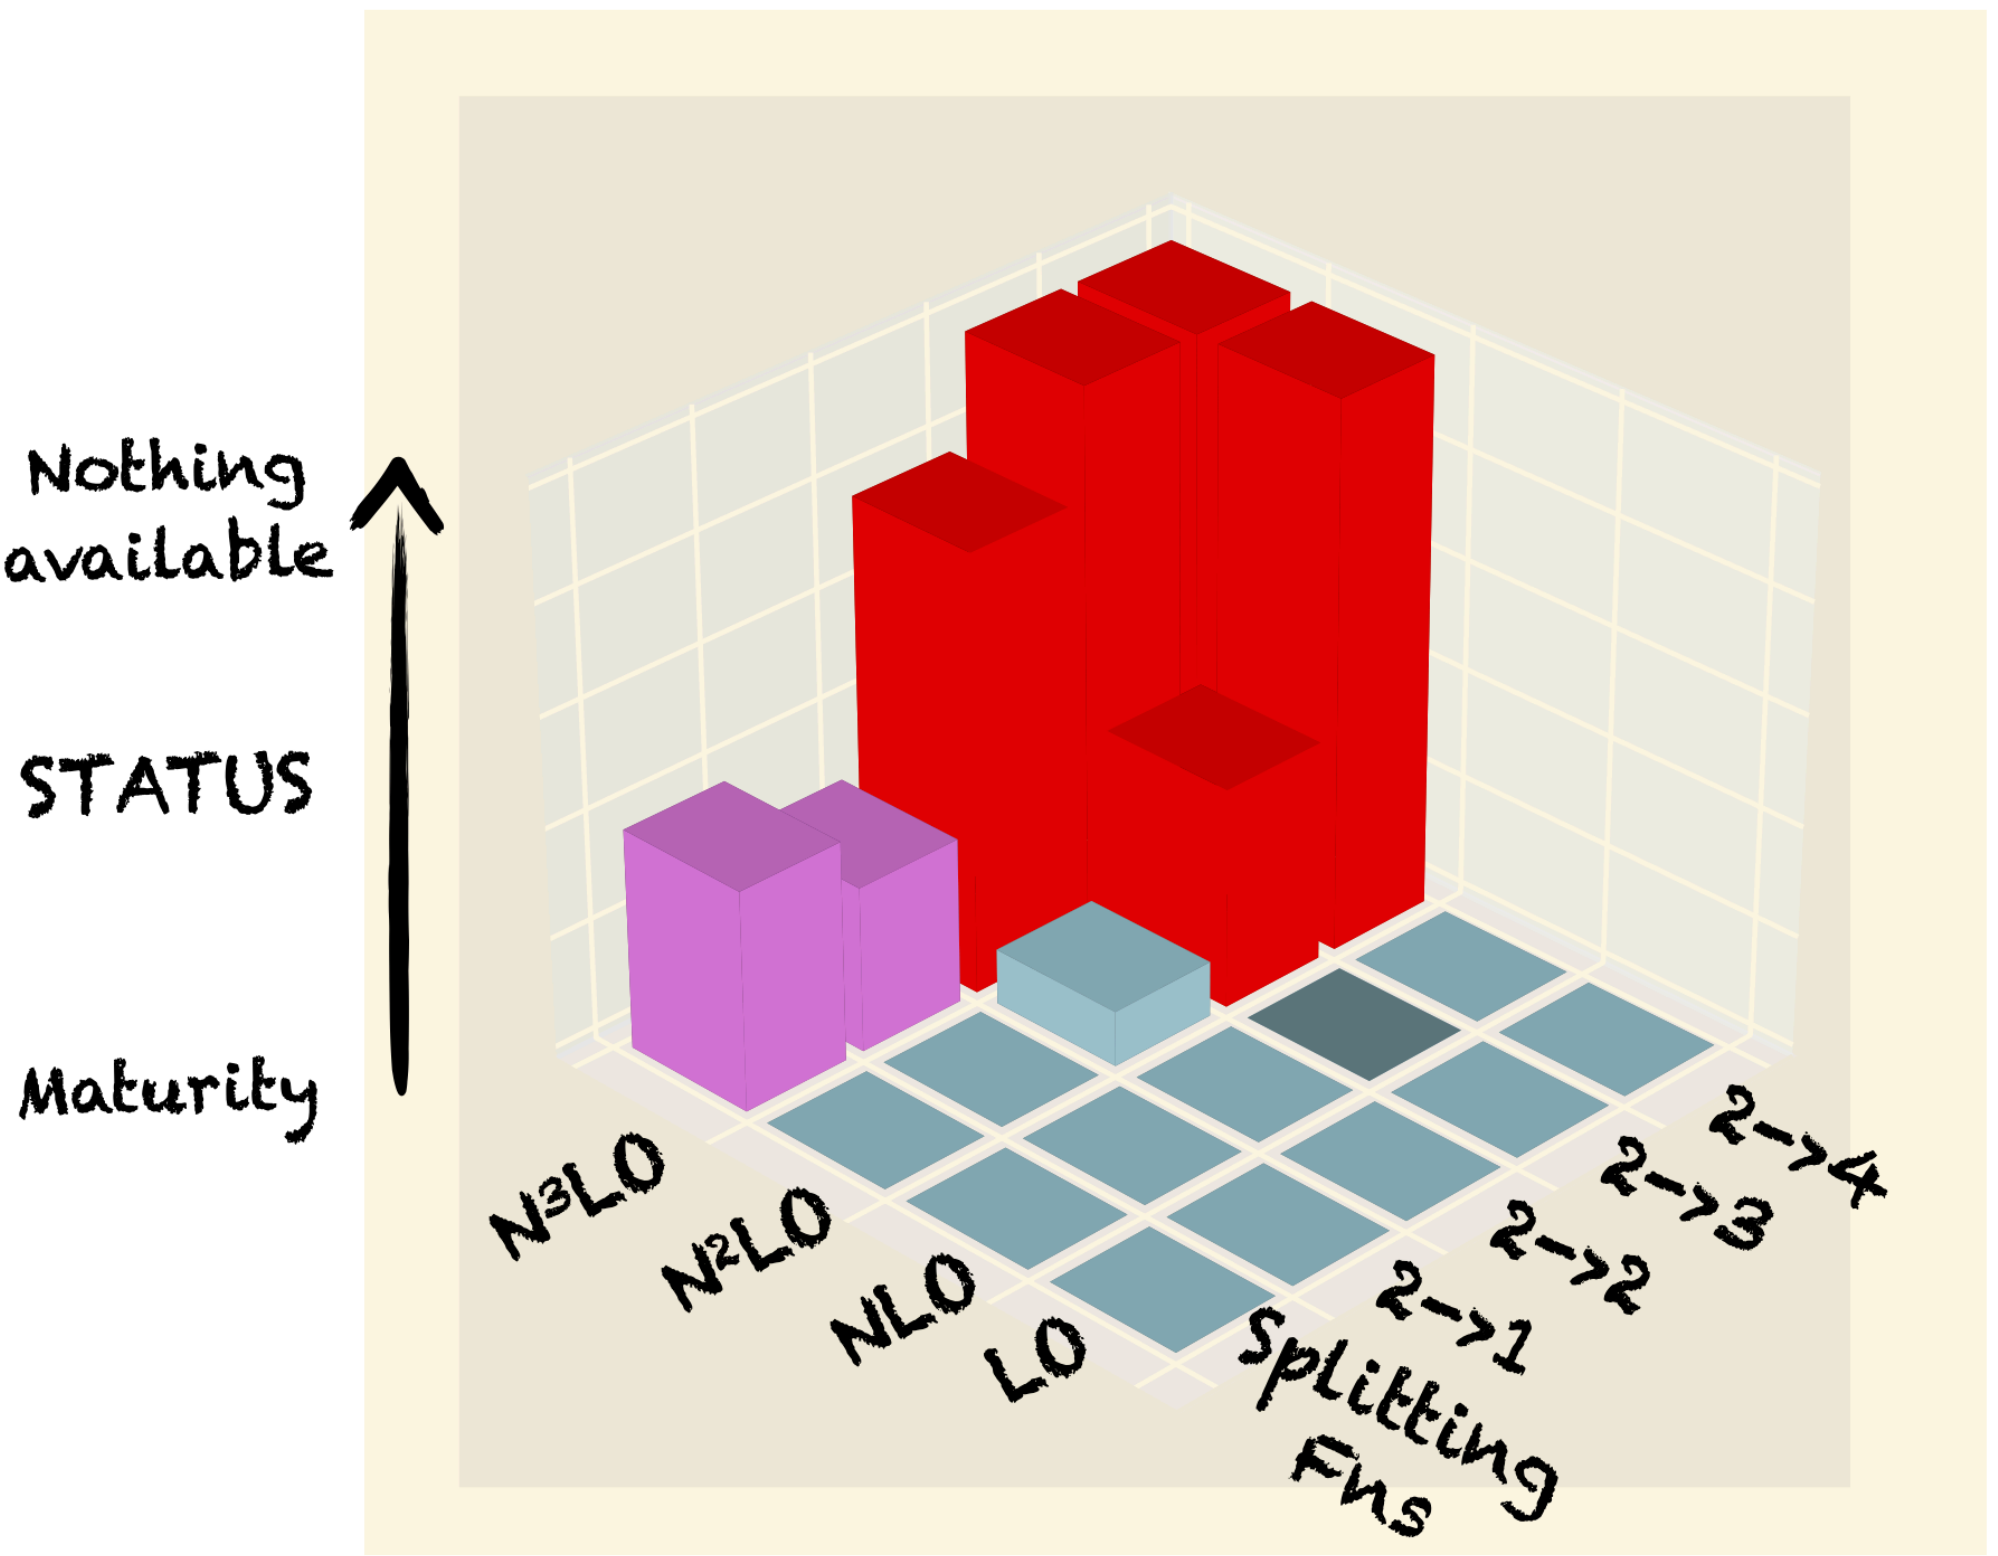 Nothing
available
STATUS
Maturity
N³LO
N²LO
NLO
LO
Splitting
Fns
2->1
2->2
2->3
2->4